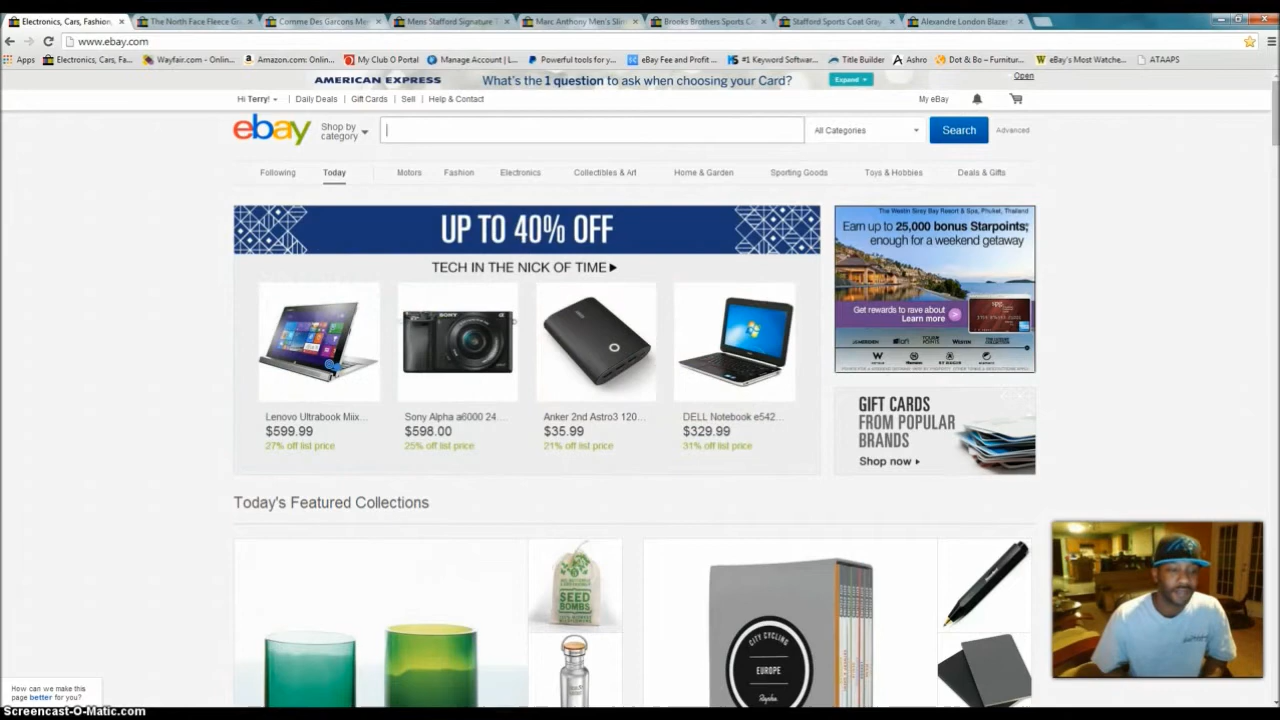 Electronics, Cars, Fashion,
The North Face Fleece Gr
Comme Des Garcons Me
Mens Stafford Signature T
Marc Anthony Men's Slim
Brooks Brothers Sports C
Stafford Sports Coat Gray
Alexandre London Blazer
www.ebay.com
Apps
Electronics, Cars, Fa...
Wayfair.com - Onlin...
Amazon.com: Onlin...
My Club O Portal
Manage Account | L...
Powerful tools for y...
eBay Fee and Profit ...
#1 Keyword Softwar...
Title Builder
Ashro
Dot & Bo – Furnitur...
eBay's Most Watche...
ATAAPS
AMERICAN EXPRESS
What's the 1 question to ask when choosing your Card?
Expand
Open
Hi Terry!
Daily Deals
Gift Cards
Sell
Help & Contact
My eBay
ebay
Shop by
category
All Categories
Search
Advanced
Following
Today
Motors
Fashion
Electronics
Collectibles & Art
Home & Garden
Sporting Goods
Toys & Hobbies
Deals & Gifts
UP TO 40% OFF
TECH IN THE NICK OF TIME
SONY
Lenovo Ultrabook Miix...
$599.99
27% off list price
Sony Alpha a6000 24...
$598.00
25% off list price
Anker 2nd Astro3 120...
$35.99
21% off list price
DELL Notebook e542...
$329.99
31% off list price
The Westin Siray Bay Resort & Spa, Phuket, Thailand
Earn up to 25,000 bonus Starpoints;
enough for a weekend getaway
Get rewards to rave about
Learn more
GIFT CARDS
FROM POPULAR
BRANDS
Shop now
Today's Featured Collections
SEED
BOMBS
CITY CYCLING
EUROPE
Rapha
How can we make this
page better for you?
Screencast-O-Matic.com